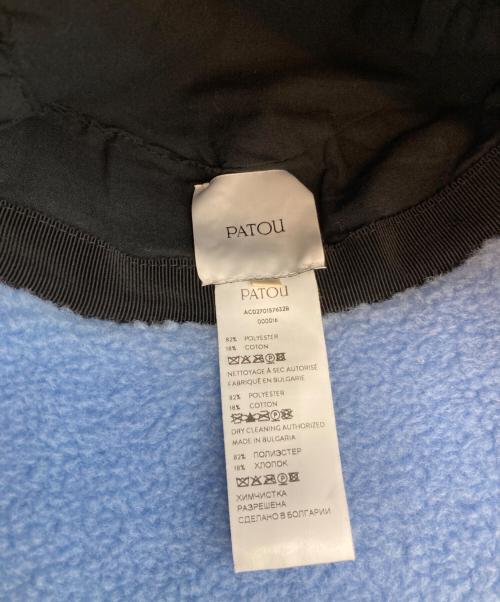 PATOU
PATOU
AC0270157632B
000016
82% POLYESTER
18% COTON
NETTOYAGE À SEC AUTORISÉ
FABRIQUÉ EN BULGARIE
82% POLYESTER
18% COTTON
DRY CLEANING AUTHORIZED
MADE IN BULGARIA
82% ПОЛИЭСТЕР
18% ХЛОПОК
ХИМЧИСТКА
РАЗРЕШЕНА
СДЕЛАНО В БОЛГАРИИ